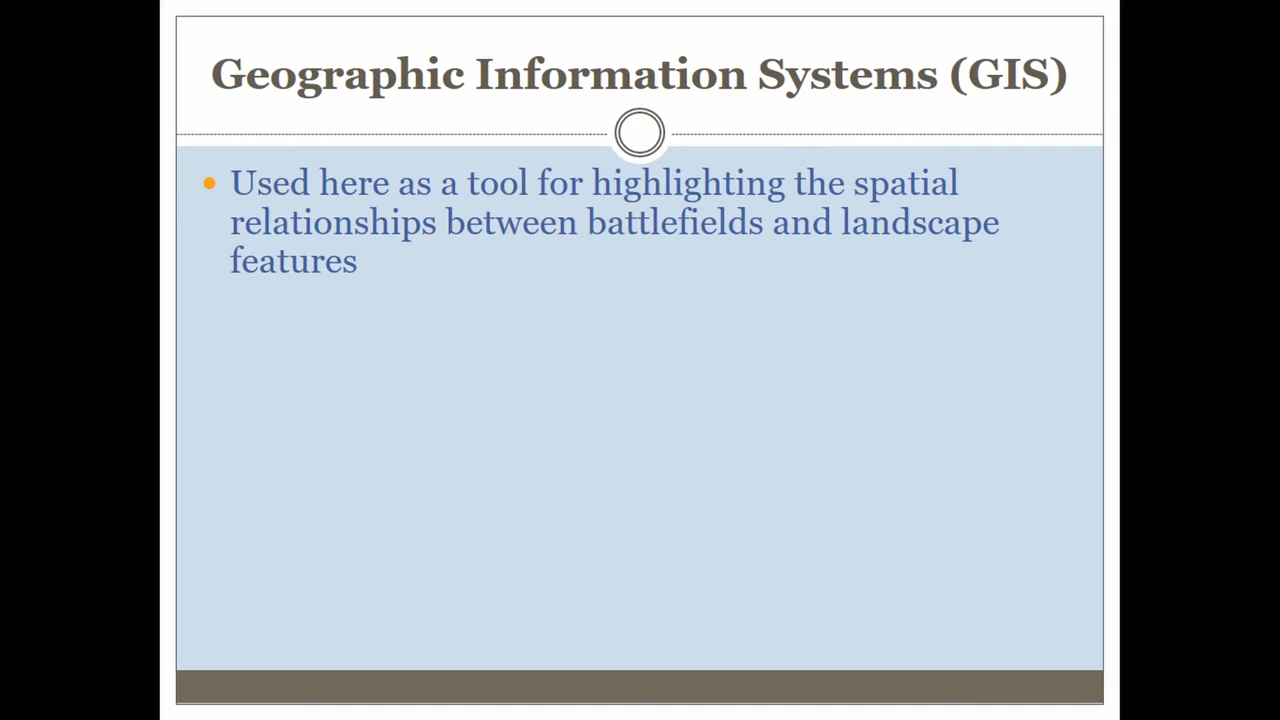 Geographic Information Systems (GIS)
Used here as a tool for highlighting the spatial
relationships between battlefields and landscape
features